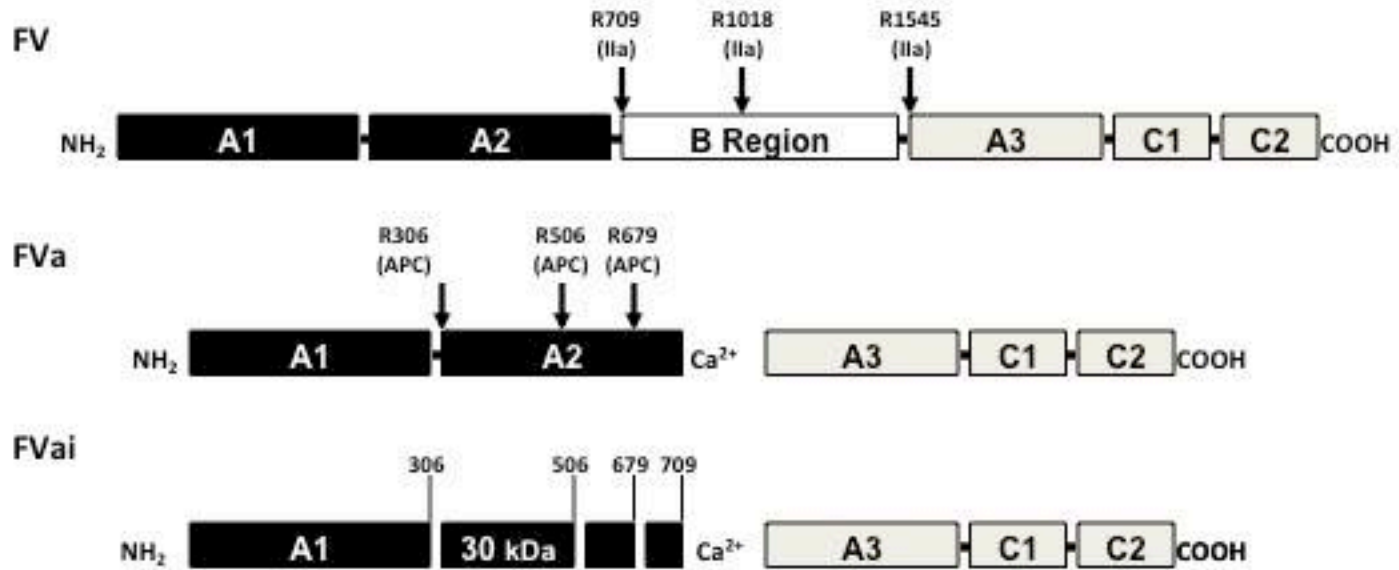 FV
R709 R1018 R1545
(IIa) (IIa) (IIa)
NH₂ A1 A2 B Region A3 C1 C2 COOH
FVa
R306 R506 R679
(APC) (APC) (APC)
NH₂ A1 A2 Ca²⁺ A3 C1 C2 COOH
FVai
306 506 679 709
NH₂ A1 30 kDa Ca²⁺ A3 C1 C2 COOH